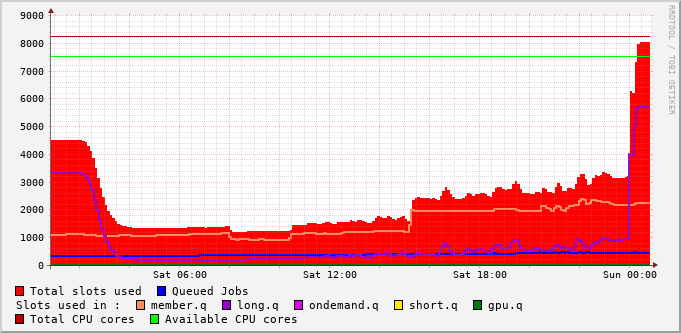 9000
8000
7000
6000
5000
4000
3000
2000
1000
0
Sat 06:00 Sat 12:00 Sat 18:00 Sun 00:00
RRDTOOL / TOBI OETIKER
Total slots used Queued Jobs
Slots used in : member.q long.q ondemand.q short.q gpu.q
Total CPU cores Available CPU cores